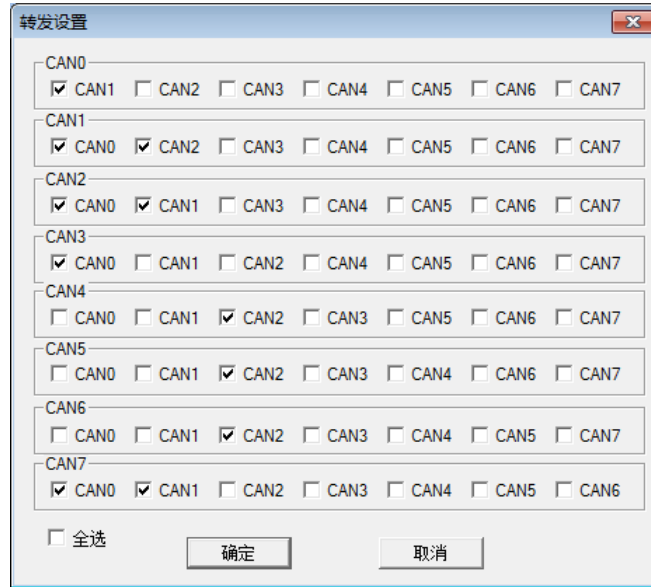 转发设置
CAN0
CAN1 CAN2 CAN3 CAN4 CAN5 CAN6 CAN7
CAN1
CAN0 CAN2 CAN3 CAN4 CAN5 CAN6 CAN7
CAN2
CAN0 CAN1 CAN3 CAN4 CAN5 CAN6 CAN7
CAN3
CAN0 CAN1 CAN2 CAN4 CAN5 CAN6 CAN7
CAN4
CAN0 CAN1 CAN2 CAN3 CAN5 CAN6 CAN7
CAN5
CAN0 CAN1 CAN2 CAN3 CAN4 CAN6 CAN7
CAN6
CAN0 CAN1 CAN2 CAN3 CAN4 CAN5 CAN7
CAN7
CAN0 CAN1 CAN2 CAN3 CAN4 CAN5 CAN6
全选 确定 取消